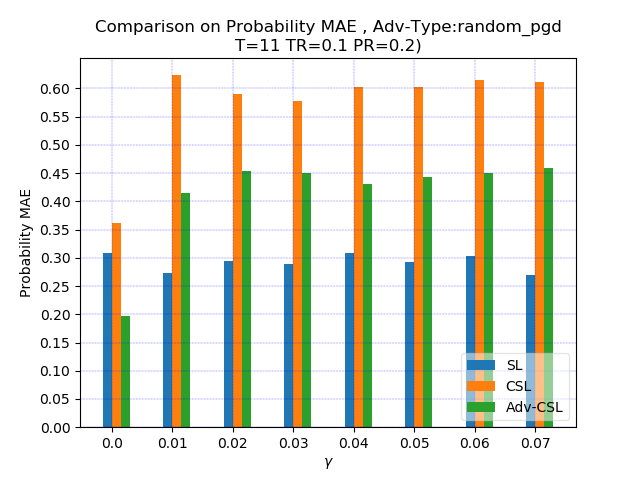 Comparison on Probability MAE , Adv-Type:random_pgd
T=11 TR=0.1 PR=0.2)
0.60
0.55
0.50
0.45
0.40
0.35
0.30
0.25
0.20
0.15
0.10
0.05
0.00
Probability MAE
SL
CSL
Adv-CSL
0.0 0.01 0.02 0.03 0.04 0.05 0.06 0.07
γ